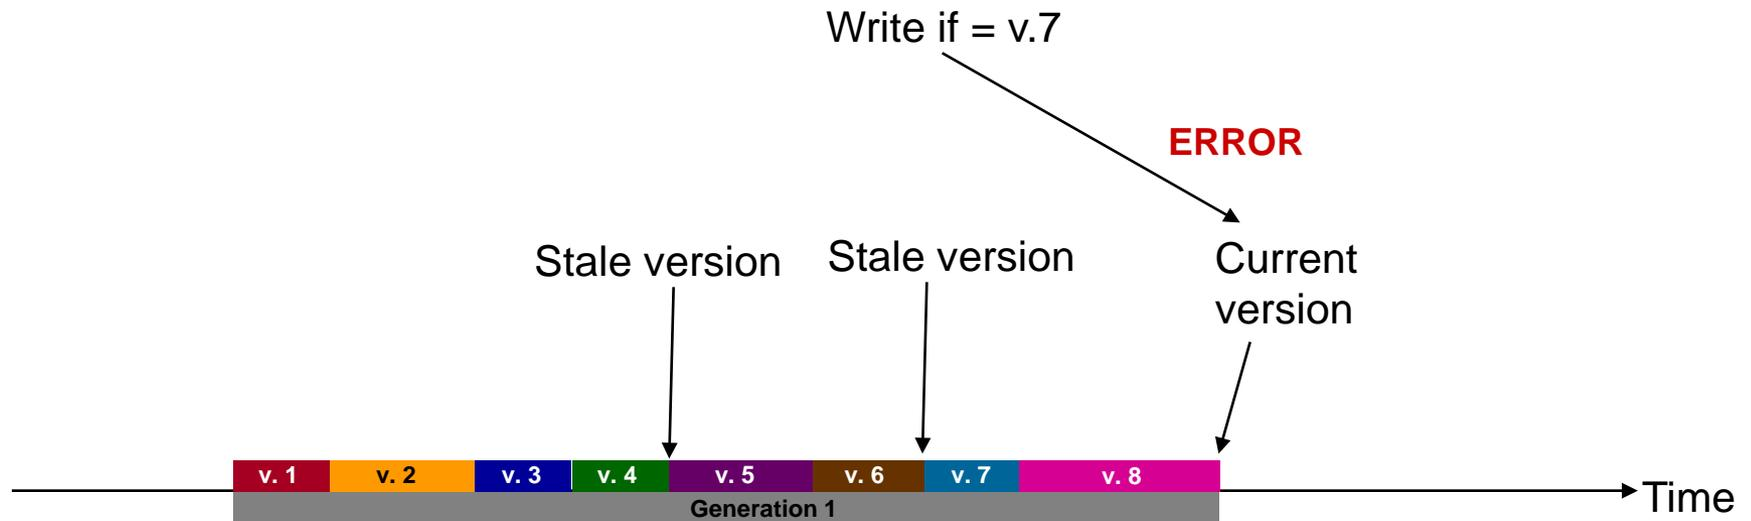 Write if = v.7
ERROR
Stale version
Stale version
Current
version
v. 1
v. 2
v. 3
v. 4
v. 5
v. 6
v. 7
v. 8
Generation 1
Time